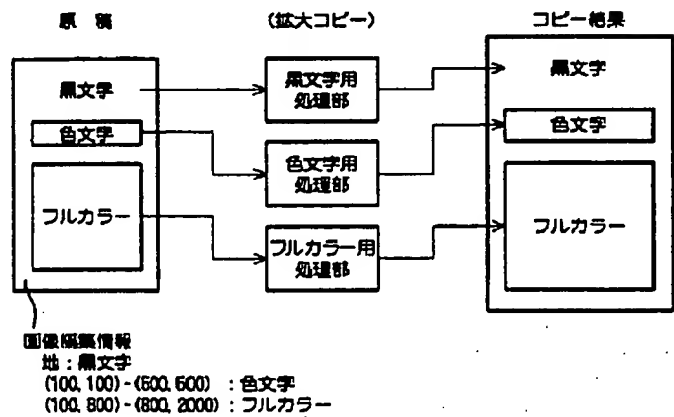 原 稿
(拡大コピー)
コピー結果
黒文字
色文字
フルカラー
黒文字用
処理部
色文字用
処理部
フルカラー用
処理部
黒文字
色文字
フルカラー
画像編集情報
地：黒文字
(100, 100)-(600, 600)：色文字
(100, 800)-(800, 2000)：フルカラー